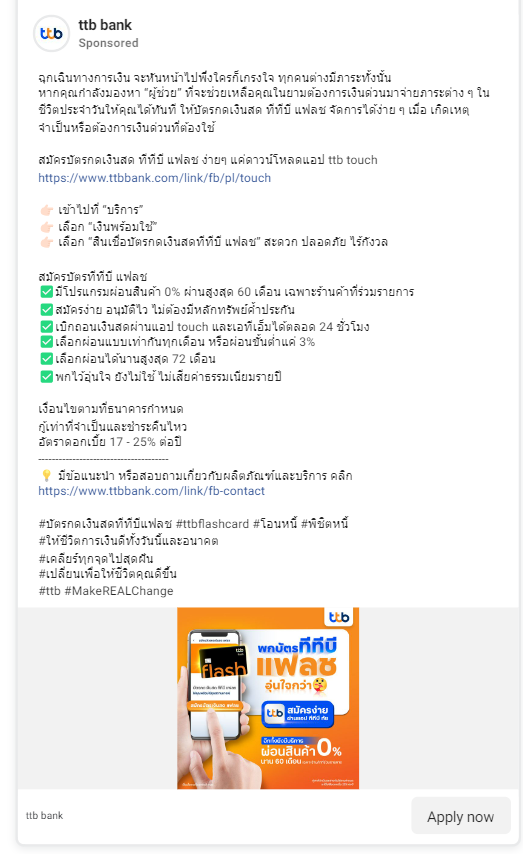 ttb bank
Sponsored
ฉุกเฉินทางการเงิน จะหันหน้าไปพึ่งใครก็เกรงใจ ทุกคนต่างมีภาระทั้งนั้น
หากคุณกำลังมองหา "ผู้ช่วย" ที่จะช่วยเหลือคุณในยามต้องการเงินด่วนมาจ่ายภาระต่าง ๆ ใน
ชีวิตประจำวันให้คุณได้ทันที ให้บัตรกดเงินสด ทีทีบี แฟลช จัดการได้ง่าย ๆ เมื่อ เกิดเหตุ
จำเป็นหรือต้องการเงินด่วนที่ต้องใช้
สมัครบัตรกดเงินสด ทีทีบี แฟลช ง่ายๆ แค่ดาวน์โหลดแอป ttb touch
https://www.ttbbank.com/link/fb/pl/touch
👉🏻 เข้าไปที่ "บริการ"
👉🏻 เลือก "เงินพร้อมใช้"
👉🏻 เลือก "สินเชื่อบัตรกดเงินสดทีทีบี แฟลช" สะดวก ปลอดภัย ไร้กังวล
สมัครบัตรทีทีบี แฟลช
✅มีโปรแกรมผ่อนสินค้า 0% ผ่านสูงสุด 60 เดือน เฉพาะร้านค้าที่ร่วมรายการ
✅สมัครง่าย อนุมัติไว ไม่ต้องมีหลักทรัพย์ค้ำประกัน
✅เบิกถอนเงินสดผ่านแอป touch และเอทีเอ็มได้ตลอด 24 ชั่วโมง
✅เลือกผ่อนแบบเท่ากันทุกเดือน หรือผ่อนขั้นต่ำแค่ 3%
✅เลือกผ่อนได้นานสูงสุด 72 เดือน
✅พกไว้อุ่นใจ ยังไม่ใช้ ไม่เสียค่าธรรมเนียมรายปี
เงื่อนไขตามที่ธนาคารกำหนด
กู้เท่าที่จำเป็นและชำระคืนไหว
อัตราดอกเบี้ย 17 - 25% ต่อปี
--------------------------------------
💡 มีข้อแนะนำ หรือสอบถามเกี่ยวกับผลิตภัณฑ์และบริการ คลิก
https://www.ttbbank.com/link/fb-contact
#บัตรกดเงินสดทีทีบีแฟลช #ttbflashcard #โอนหนี้ #พิชิตหนี้
#ให้ชีวิตการเงินดีทั้งวันนี้และอนาคต
#เคลียร์ทุกจุดไปสุดฝัน
#เปลี่ยนเพื่อให้ชีวิตคุณดีขึ้น
#ttb #MakeREALChange
ttb
พกบัตรทีทีบี
แฟลช
อุ่นใจกว่า
flash
ttb สมัครง่าย
ผ่านแอป ทีทีบี ทัช
อีกทั้งยังมีบริการ
ผ่อนสินค้า 0%
นาน 60 เดือน
ttb bank
Apply now